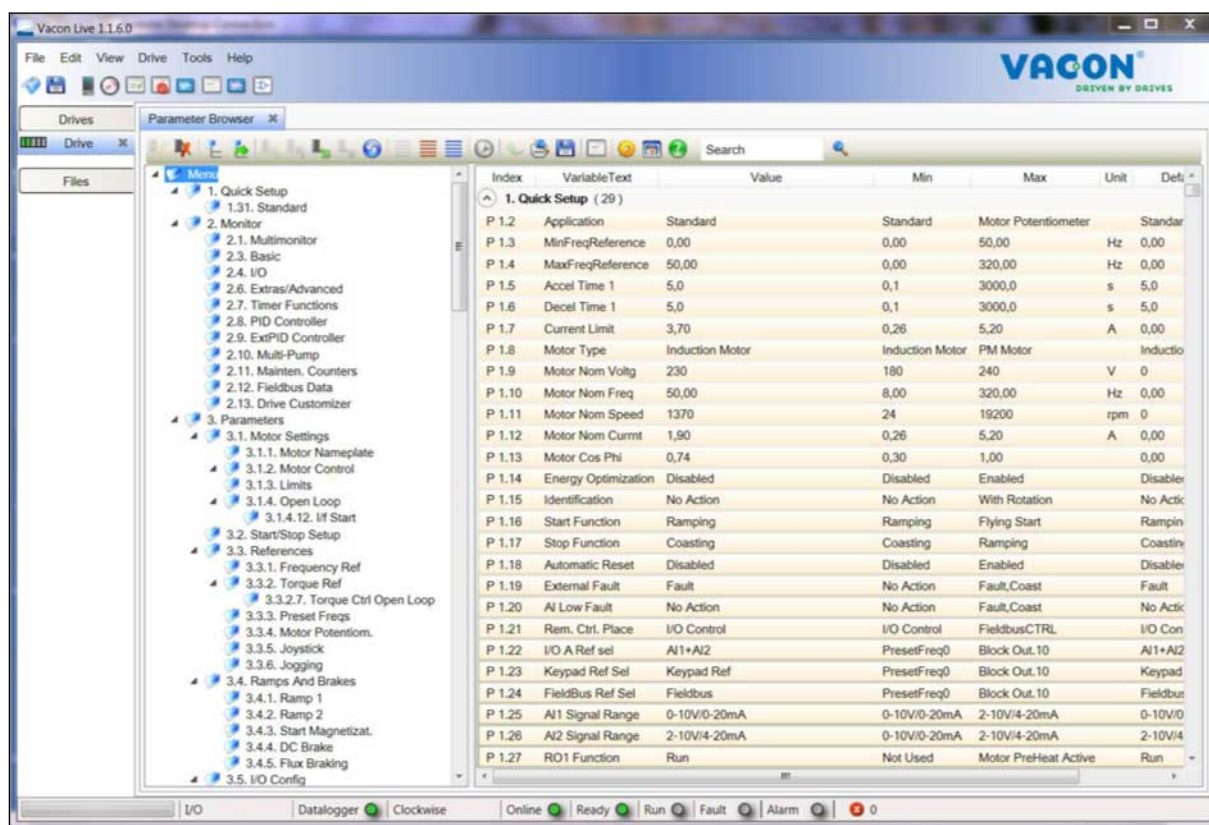 Vacon Live 1.1.6.0
File Edit View Drive Tools Help
VACON®
DRIVEN BY DRIVES
Drives
Drive
Files
Parameter Browser
Search
Menu
1. Quick Setup
1.31. Standard
2. Monitor
2.1. Multimonitor
2.3. Basic
2.4. I/O
2.6. Extras/Advanced
2.7. Timer Functions
2.8. PID Controller
2.9. ExtPID Controller
2.10. Multi-Pump
2.11. Mainten. Counters
2.12. Fieldbus Data
2.13. Drive Customizer
3. Parameters
3.1. Motor Settings
3.1.1. Motor Nameplate
3.1.2. Motor Control
3.1.3. Limits
3.1.4. Open Loop
3.1.4.12. I/f Start
3.2. Start/Stop Setup
3.3. References
3.3.1. Frequency Ref
3.3.2. Torque Ref
3.3.2.7. Torque Ctrl Open Loop
3.3.3. Preset Freqs
3.3.4. Motor Potentiom.
3.3.5. Joystick
3.3.6. Jogging
3.4. Ramps And Brakes
3.4.1. Ramp 1
3.4.2. Ramp 2
3.4.3. Start Magnetizat.
3.4.4. DC Brake
3.4.5. Flux Braking
3.5. I/O Config
Index VariableText Value Min Max Unit Defa
1. Quick Setup (29)
P 1.2 Application Standard Standard Motor Potentiometer Standar
P 1.3 MinFreqReference 0,00 0,00 50,00 Hz 0,00
P 1.4 MaxFreqReference 50,00 0,00 320,00 Hz 0,00
P 1.5 Accel Time 1 5,0 0,1 3000,0 s 5,0
P 1.6 Decel Time 1 5,0 0,1 3000,0 s 5,0
P 1.7 Current Limit 3,70 0,26 5,20 A 0,00
P 1.8 Motor Type Induction Motor Induction Motor PM Motor Inductio
P 1.9 Motor Nom Voltg 230 180 240 V 0
P 1.10 Motor Nom Freq 50,00 8,00 320,00 Hz 0,00
P 1.11 Motor Nom Speed 1370 24 19200 rpm 0
P 1.12 Motor Nom Currnt 1,90 0,26 5,20 A 0,00
P 1.13 Motor Cos Phi 0,74 0,30 1,00 0,00
P 1.14 Energy Optimization Disabled Disabled Enabled Disable
P 1.15 Identification No Action No Action With Rotation No Actic
P 1.16 Start Function Ramping Ramping Flying Start Rampin
P 1.17 Stop Function Coasting Coasting Ramping Coastin
P 1.18 Automatic Reset Disabled Disabled Enabled Disable
P 1.19 External Fault Fault No Action Fault,Coast Fault
P 1.20 AI Low Fault No Action No Action Fault,Coast No Actic
P 1.21 Rem. Ctrl. Place I/O Control I/O Control FieldbusCTRL I/O Con
P 1.22 I/O A Ref sel AI1+AI2 PresetFreq0 Block Out.10 AI1+AI2
P 1.23 Keypad Ref Sel Keypad Ref PresetFreq0 Block Out.10 Keypad
P 1.24 FieldBus Ref Sel Fieldbus PresetFreq0 Block Out.10 Fieldbus
P 1.25 AI1 Signal Range 0-10V/0-20mA 0-10V/0-20mA 2-10V/4-20mA 0-10V/0
P 1.26 AI2 Signal Range 2-10V/4-20mA 0-10V/0-20mA 2-10V/4-20mA 2-10V/4
P 1.27 RO1 Function Run Not Used Motor PreHeat Active Run
I/O Datalogger Clockwise Online Ready Run Fault Alarm 0